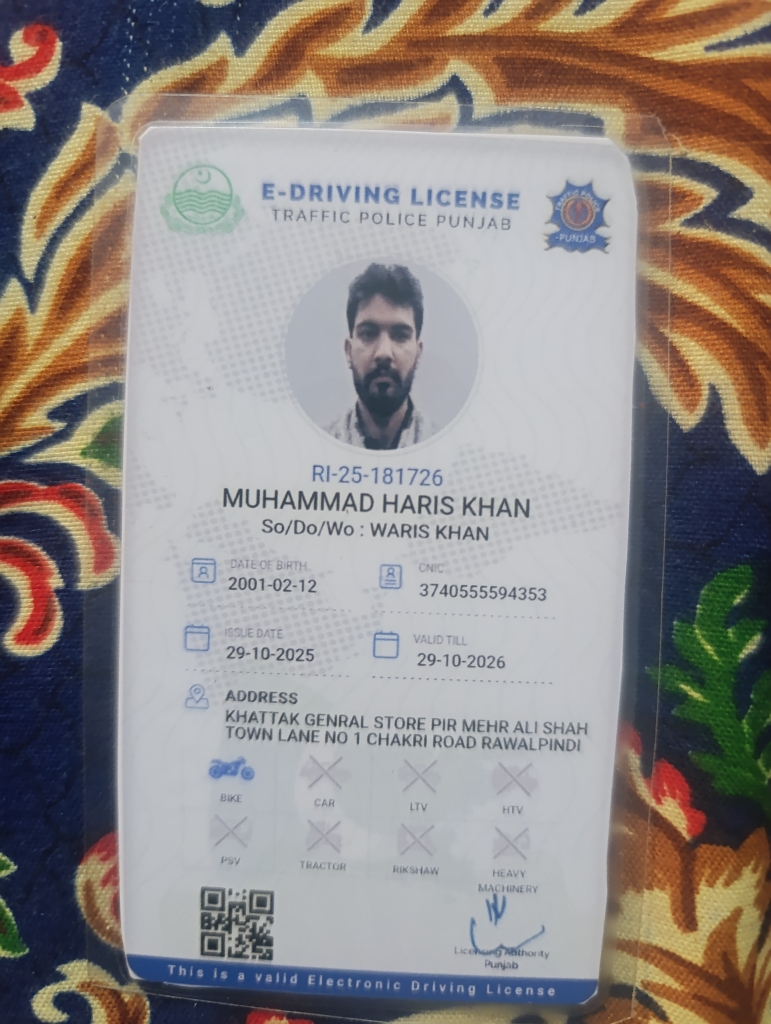 E-DRIVING LICENSE
TRAFFIC POLICE PUNJAB
TRAFFIC POLICE
-PUNJAB-
RI-25-181726
MUHAMMAD HARIS KHAN
So/Do/Wo : WARIS KHAN
DATE OF BIRTH
2001-02-12
CNIC
3740555594353
ISSUE DATE
29-10-2025
VALID TILL
29-10-2026
ADDRESS
KHATTAK GENRAL STORE PIR MEHR ALI SHAH
TOWN LANE NO 1 CHAKRI ROAD RAWALPINDI
BIKE
CAR
LTV
HTV
PSV
TRACTOR
RIKSHAW
HEAVY
MACHINERY
Licensing Authority
Punjab
This is a valid Electronic Driving License